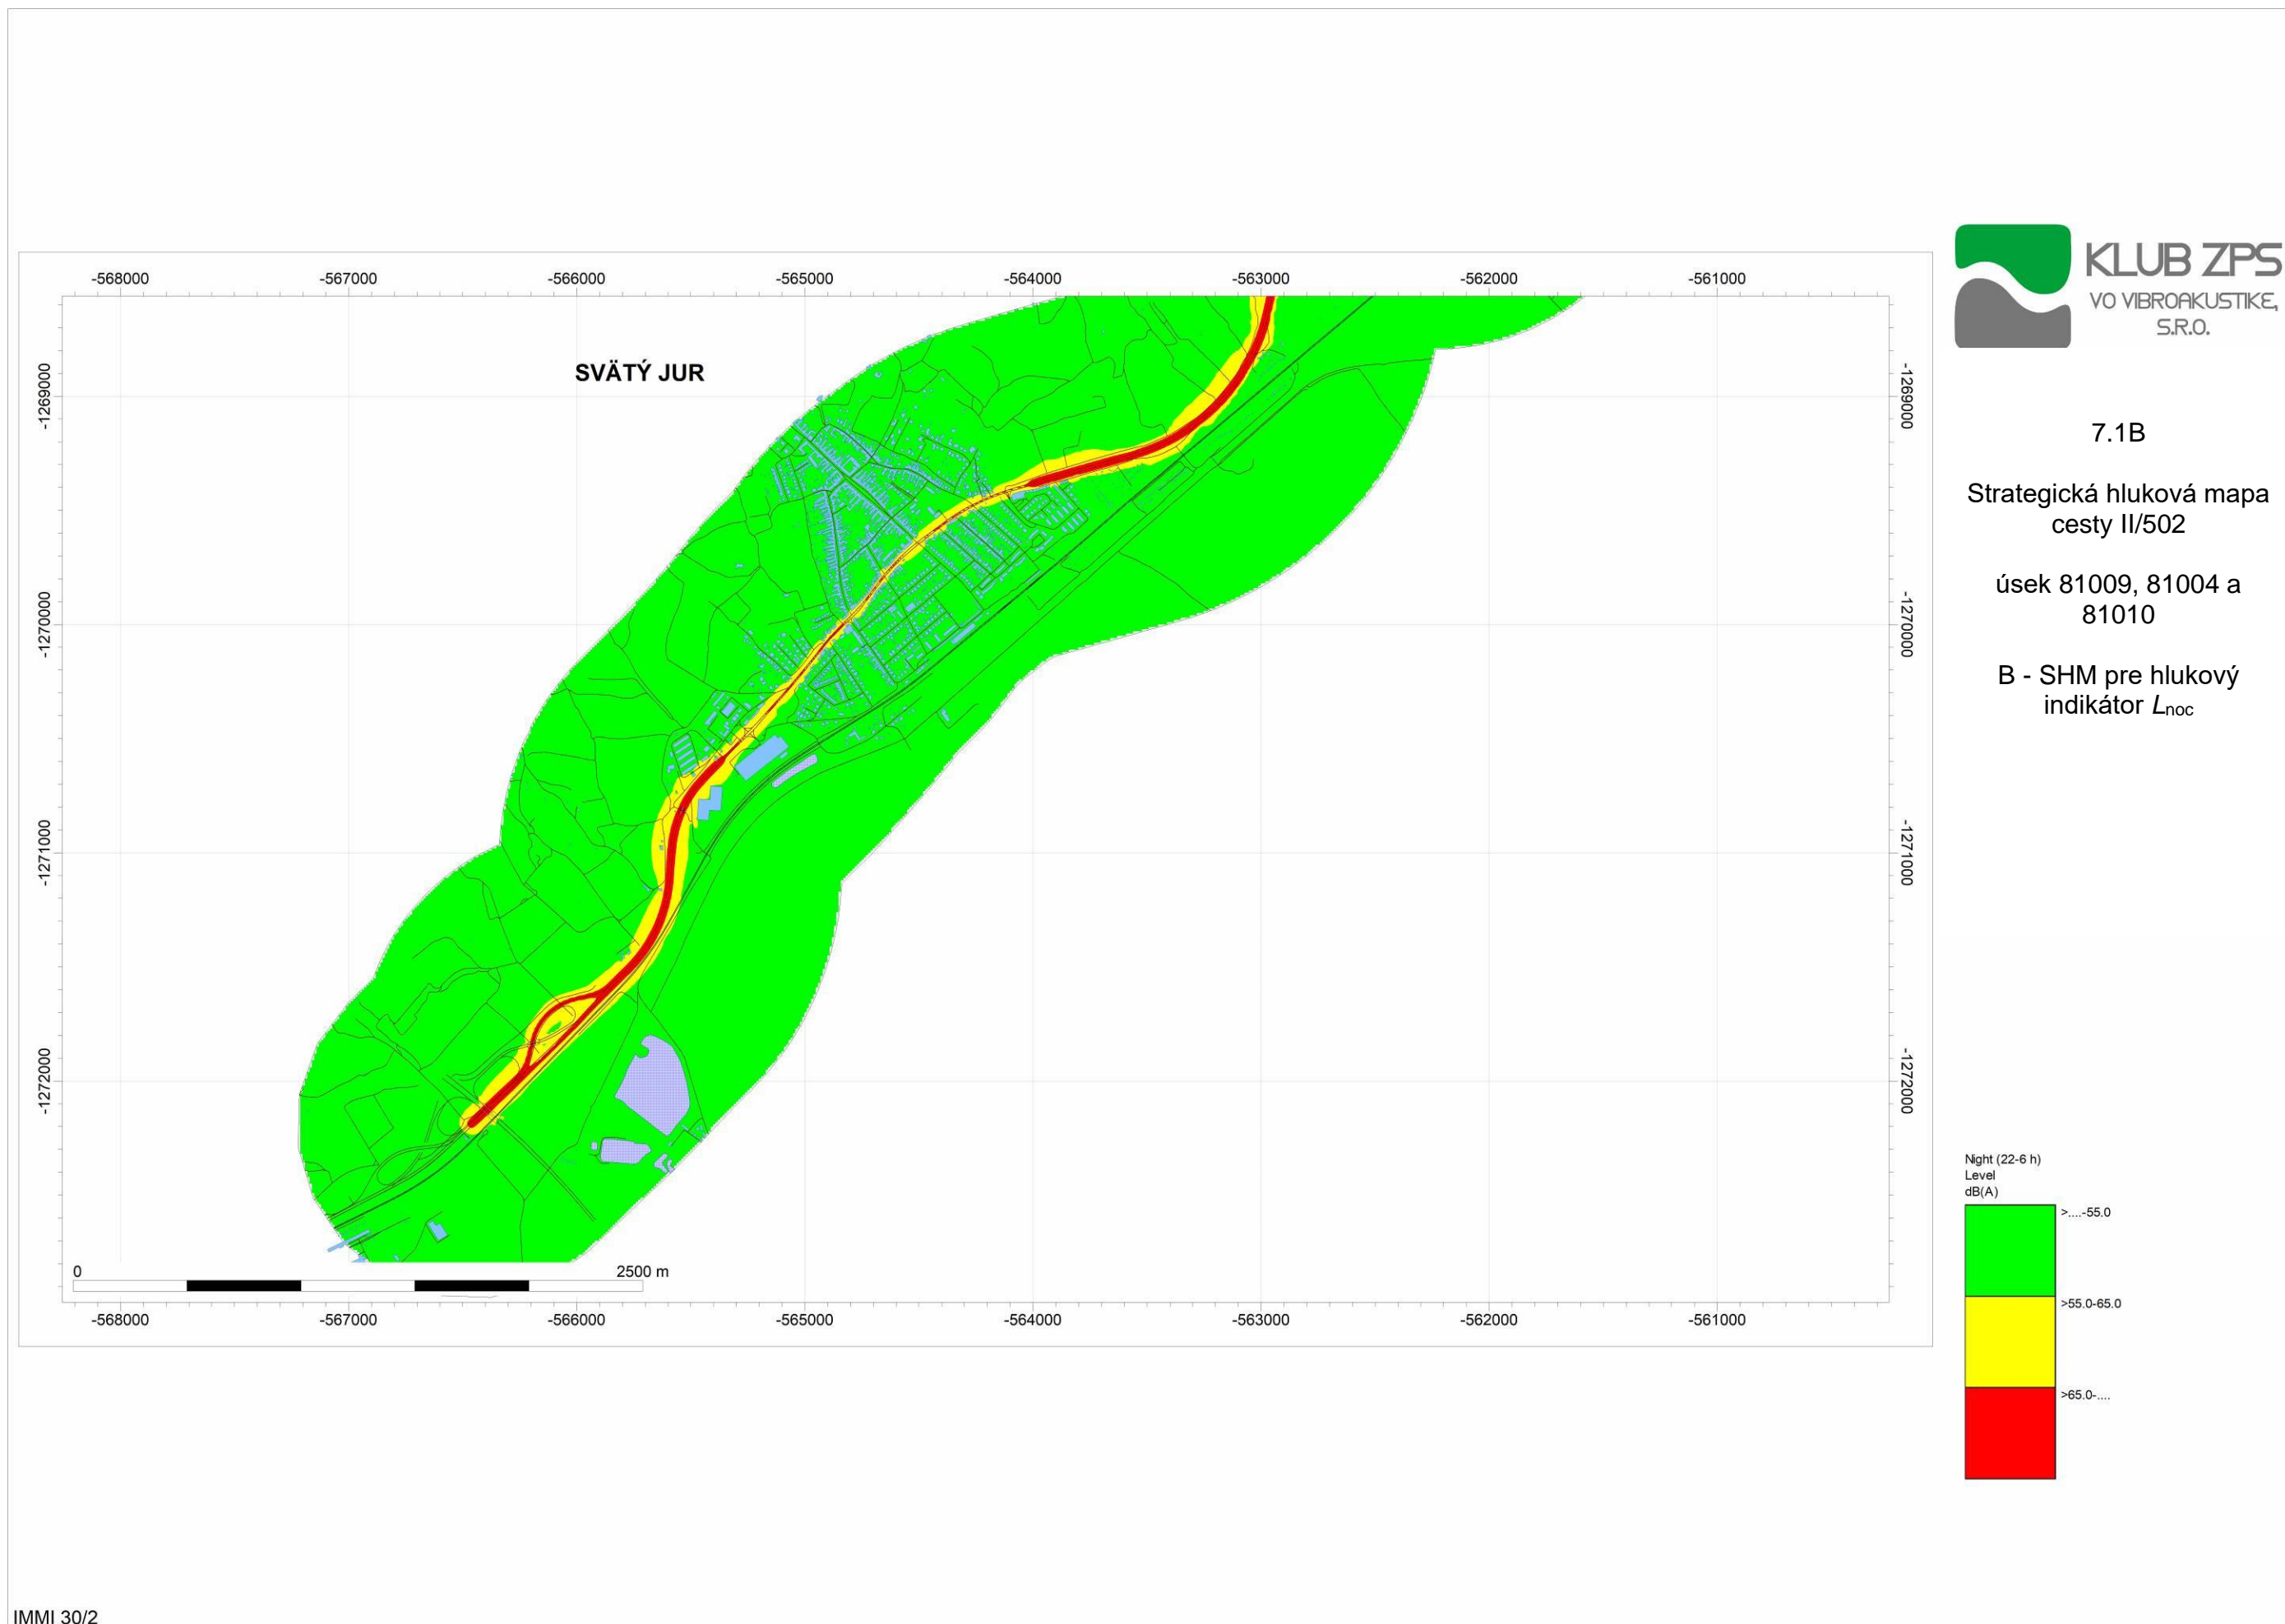 KLUB ZPS
VO VIBROAKUSTIKE,
S.R.O.
-568000
-567000
-566000
-565000
-564000
-563000
-562000
-561000
SVÄTÝ JUR
-1269000
-1270000
-1271000
-1272000
-1269000
-1270000
-1271000
-1272000
0
2500 m
-568000
-567000
-566000
-565000
-564000
-563000
-562000
-561000
7.1B
Strategická hluková mapa
cesty II/502
úsek 81009, 81004 a
81010
B - SHM pre hlukový
indikátor Lnoc
Night (22-6 h)
Level
dB(A)
>....-55.0
>55.0-65.0
>65.0-....
IMMI 30/2